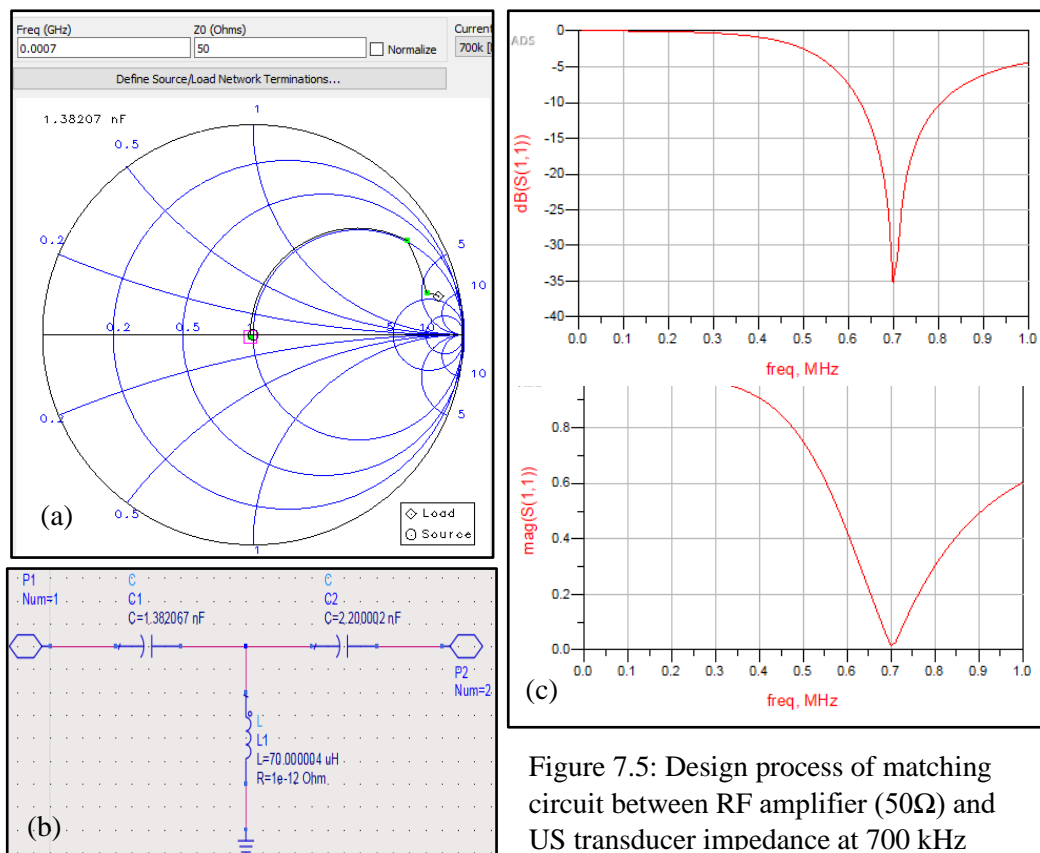 Freq (GHz) Z0 (Ohms) Current
0.0007 50 Normalize 700k [
Define Source/Load Network Terminations...
1.38207 nF
1
0.5
0.2 5
10
0.2 0.5 1 5 10
10
0.2 5
0.5
1
(a)
Load
Source
P1
Num=1
C
C1
C=1.382067 nF
C
C2
C=2.200002 nF
P2
Num=2
L
L1
L=70.000004 uH
R=1e-12 Ohm
(b)
ADS
dB(S(1,1))
0
-5
-10
-15
-20
-25
-30
-35
-40
0.0 0.1 0.2 0.3 0.4 0.5 0.6 0.7 0.8 0.9 1.0
freq, MHz
mag(S(1,1))
0.8
0.6
0.4
0.2
0.0
0.0 0.1 0.2 0.3 0.4 0.5 0.6 0.7 0.8 0.9 1.0
freq, MHz
(c)
Figure 7.5: Design process of matching
circuit between RF amplifier (50Ω) and
US transducer impedance at 700 kHz